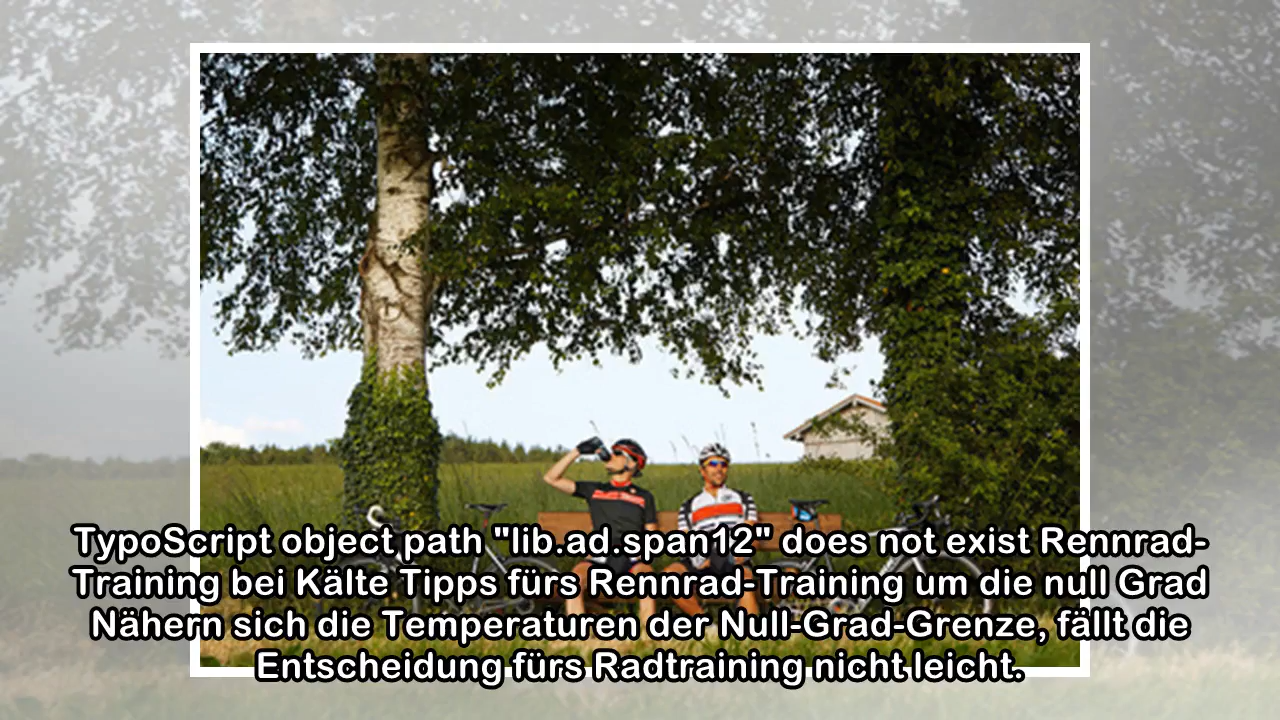 TypoScript object path "lib.ad.span12" does not exist Rennrad-
Training bei Kälte Tipps fürs Rennrad-Training um die null Grad
Nähern sich die Temperaturen der Null-Grad-Grenze, fällt die
Entscheidung fürs Radtraining nicht leicht.